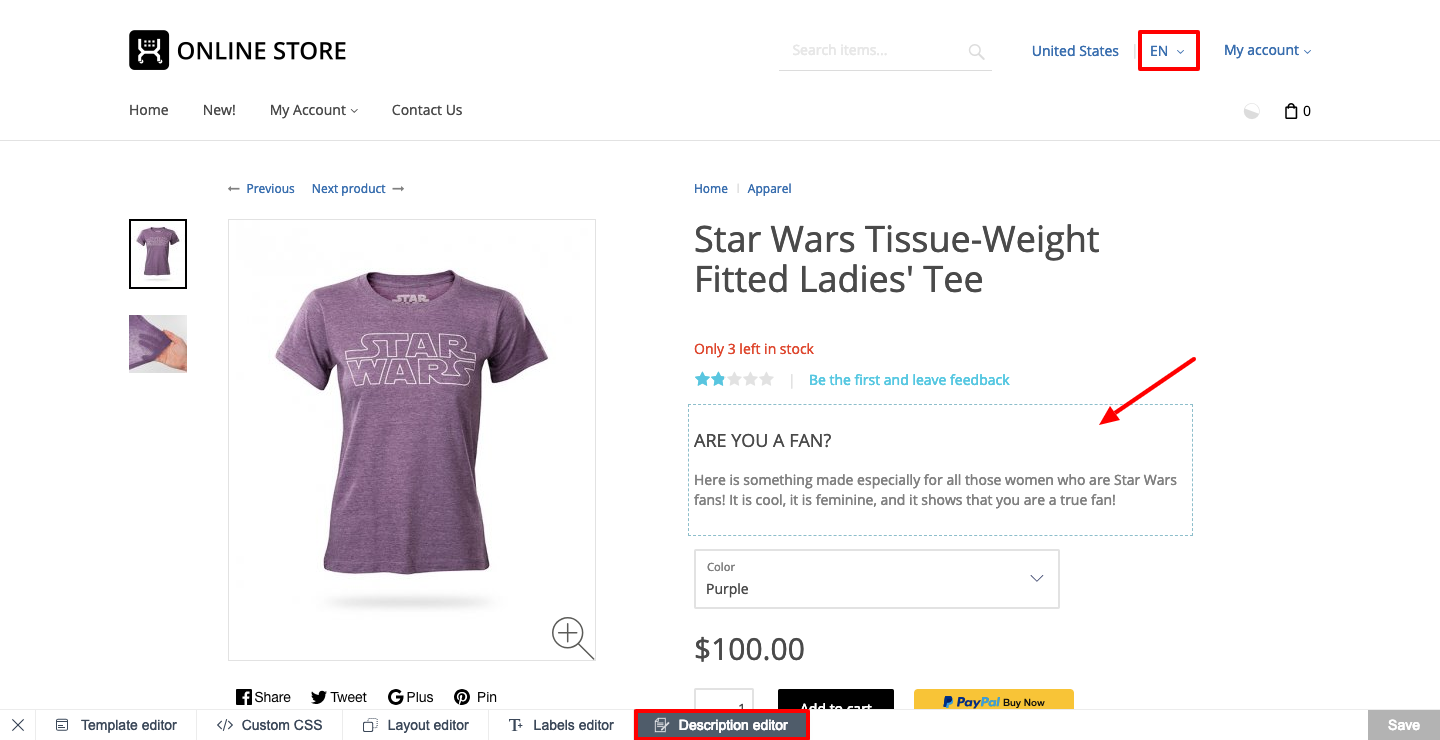 ONLINE STORE
Search items...
United States
EN
My account
Home
New!
My Account
Contact Us
0
Previous
Next product
Home
Apparel
Star Wars Tissue-Weight
Fitted Ladies' Tee
STAR
WARS
STAR
WARS
Only 3 left in stock
Be the first and leave feedback
ARE YOU A FAN?
Here is something made especially for all those women who are Star Wars
fans! It is cool, it is feminine, and it shows that you are a true fan!
Color
Purple
$100.00
Share
Tweet
Plus
Pin
1
Add to cart
PayPal Buy Now
Template editor
Custom CSS
Layout editor
Labels editor
Description editor
Save